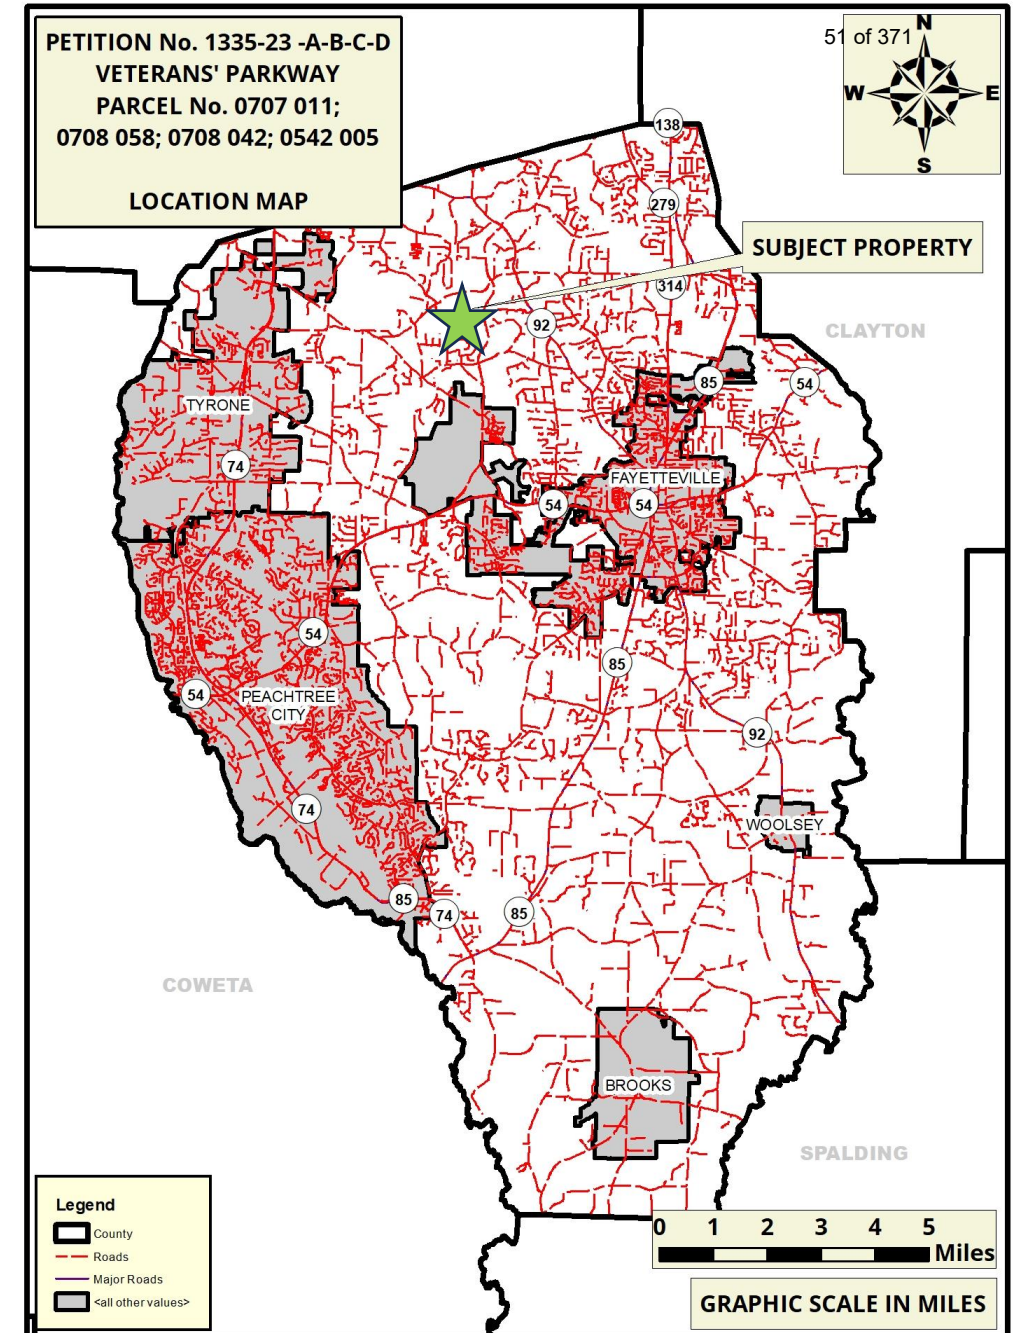 PETITION No. 1335-23 -A-B-C-D
VETERANS' PARKWAY
PARCEL No. 0707 011;
0708 058; 0708 042; 0542 005
LOCATION MAP
51 of 371
N
W
E
S
138
279
SUBJECT PROPERTY
314
92
CLAYTON
85
54
TYRONE
74
FAYETTEVILLE
54
54
54
85
54
PEACHTREE
CITY
92
74
WOOLSEY
85
74
85
COWETA
BROOKS
SPALDING
Legend
County
Roads
Major Roads
<all other values>
0 1 2 3 4 5
Miles
GRAPHIC SCALE IN MILES